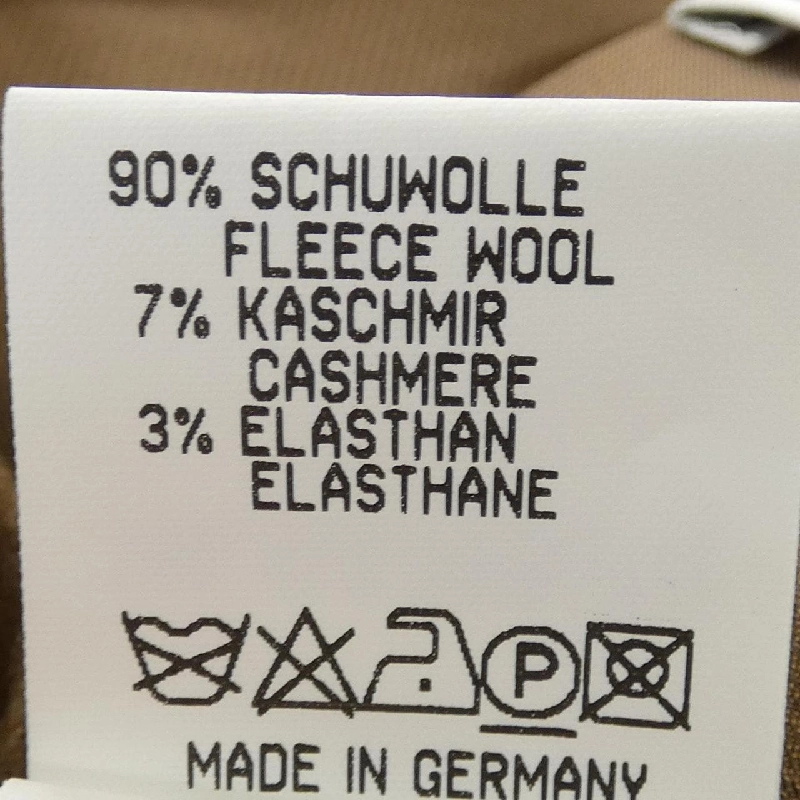 90% SCHUWOLLE
FLEECE WOOL
7% KASCHMIR
CASHMERE
3% ELASTHAN
ELASTHANE
P
MADE IN GERMANY